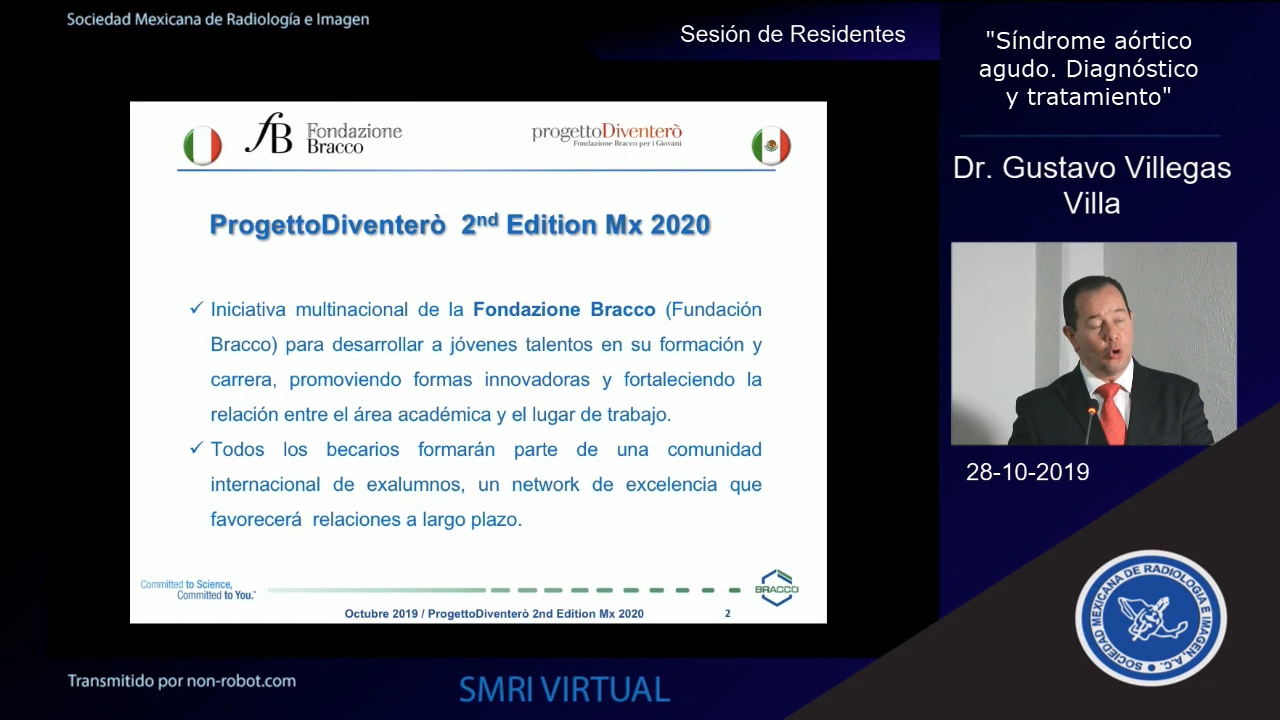 Sociedad Mexicana de Radiología e Imagen
Sesión de Residentes
"Síndrome aórtico
agudo. Diagnóstico
y tratamiento"
Dr. Gustavo Villegas
Villa
28-10-2019
fB Fondazione
Bracco
progettoDiventerò
Fondazione Bracco per i Giovani
ProgettoDiventerò 2nd Edition Mx 2020
✓ Iniciativa multinacional de la Fondazione Bracco (Fundación
Bracco) para desarrollar a jóvenes talentos en su formación y
carrera, promoviendo formas innovadoras y fortaleciendo la
relación entre el área académica y el lugar de trabajo.
✓ Todos los becarios formarán parte de una comunidad
internacional de exalumnos, un network de excelencia que
favorecerá relaciones a largo plazo.
Committed to Science,
Committed to You.™
BRACCO
Octubre 2019 / ProgettoDiventerò 2nd Edition Mx 2020 2
SOCIEDAD MEXICANA DE RADIOLOGÍA E IMAGEN, A.C.
Transmitido por non-robot.com
SMRI VIRTUAL